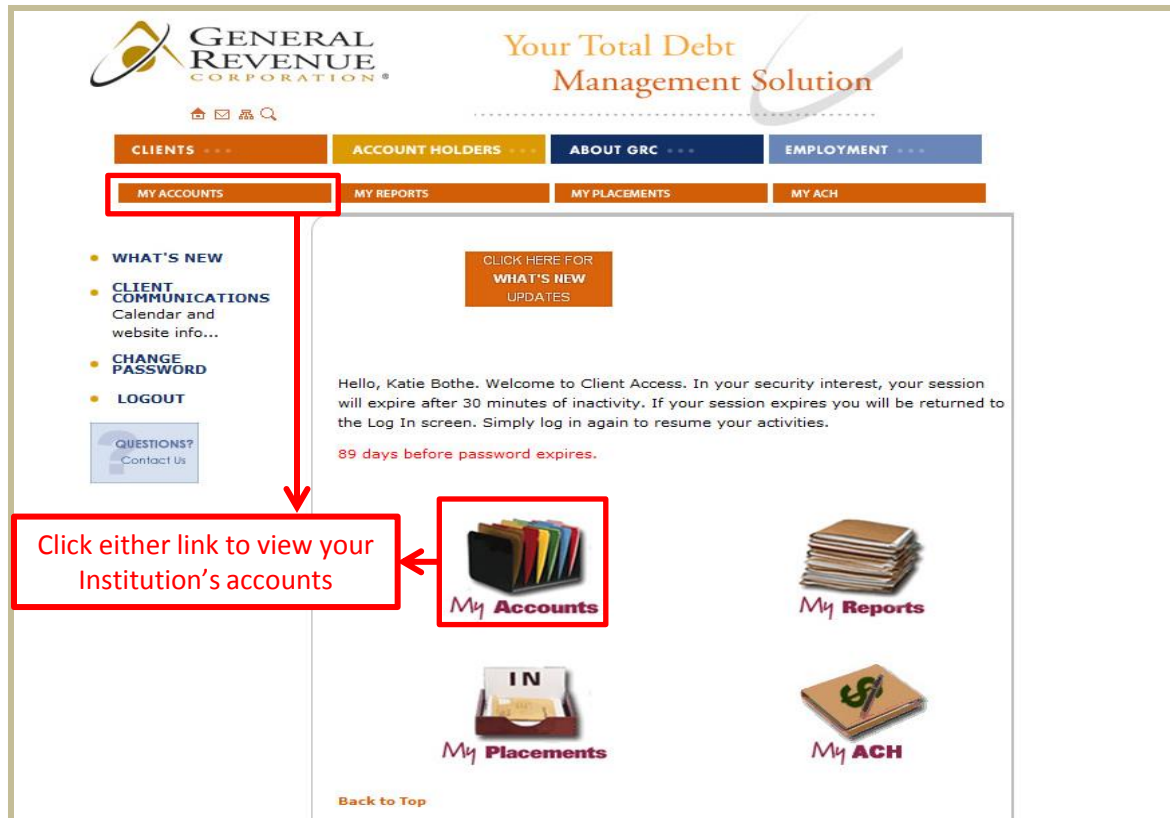 GENERAL
REVENUE
CORPORATION®
Your Total Debt
Management Solution
CLIENTS
ACCOUNT HOLDERS
ABOUT GRC
EMPLOYMENT
MY ACCOUNTS
MY REPORTS
MY PLACEMENTS
MY ACH
WHAT'S NEW
CLIENT
COMMUNICATIONS
Calendar and
website info...
CHANGE
PASSWORD
LOGOUT
?
QUESTIONS?
Contact Us
CLICK HERE FOR
WHAT'S NEW
UPDATES
Hello, Katie Bothe. Welcome to Client Access. In your security interest, your session
will expire after 30 minutes of inactivity. If your session expires you will be returned to
the Log In screen. Simply log in again to resume your activities.
89 days before password expires.
Click either link to view your
Institution's accounts
My Accounts
My Reports
IN
My Placements
$
My ACH
Back to Top